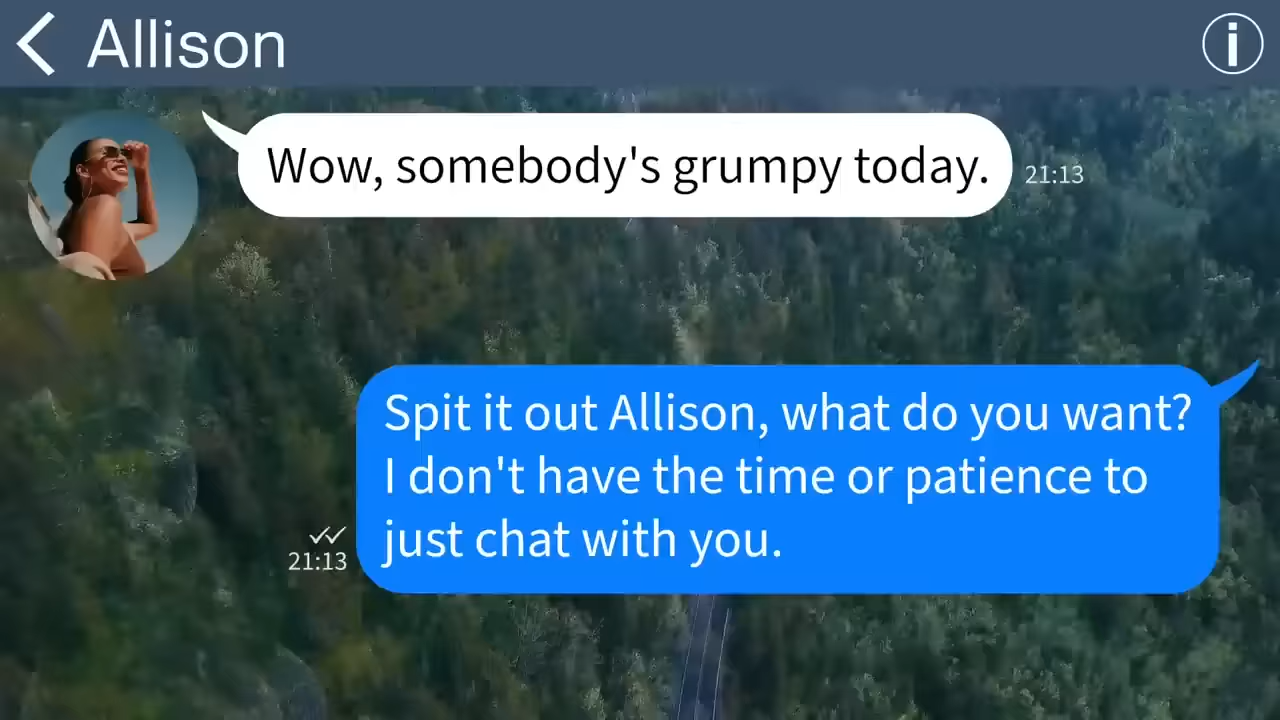 Allison
Wow, somebody's grumpy today.
21:13
Spit it out Allison, what do you want?
I don't have the time or patience to
just chat with you.
21:13